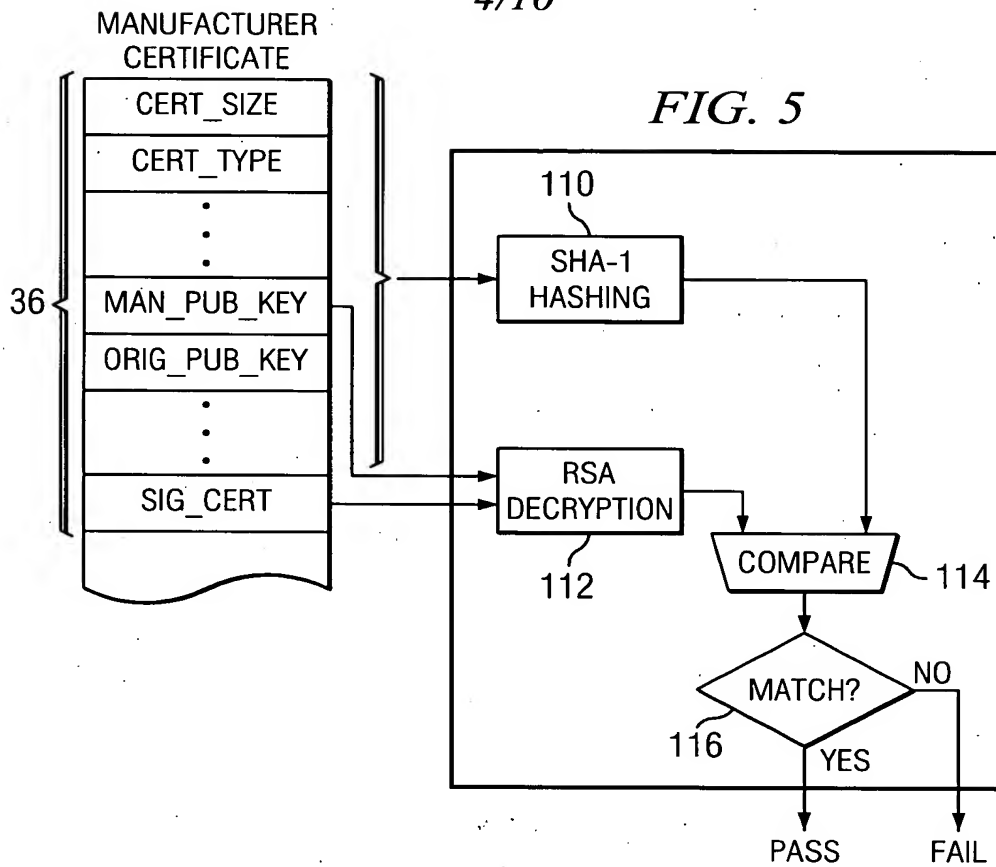 4/10
MANUFACTURER
CERTIFICATE
FIG. 5
CERT_SIZE
CERT_TYPE
36
MAN_PUB_KEY
ORIG_PUB_KEY
SIG_CERT
110
SHA-1
HASHING
RSA
DECRYPTION
112
COMPARE
114
MATCH?
NO
116
YES
PASS
FAIL